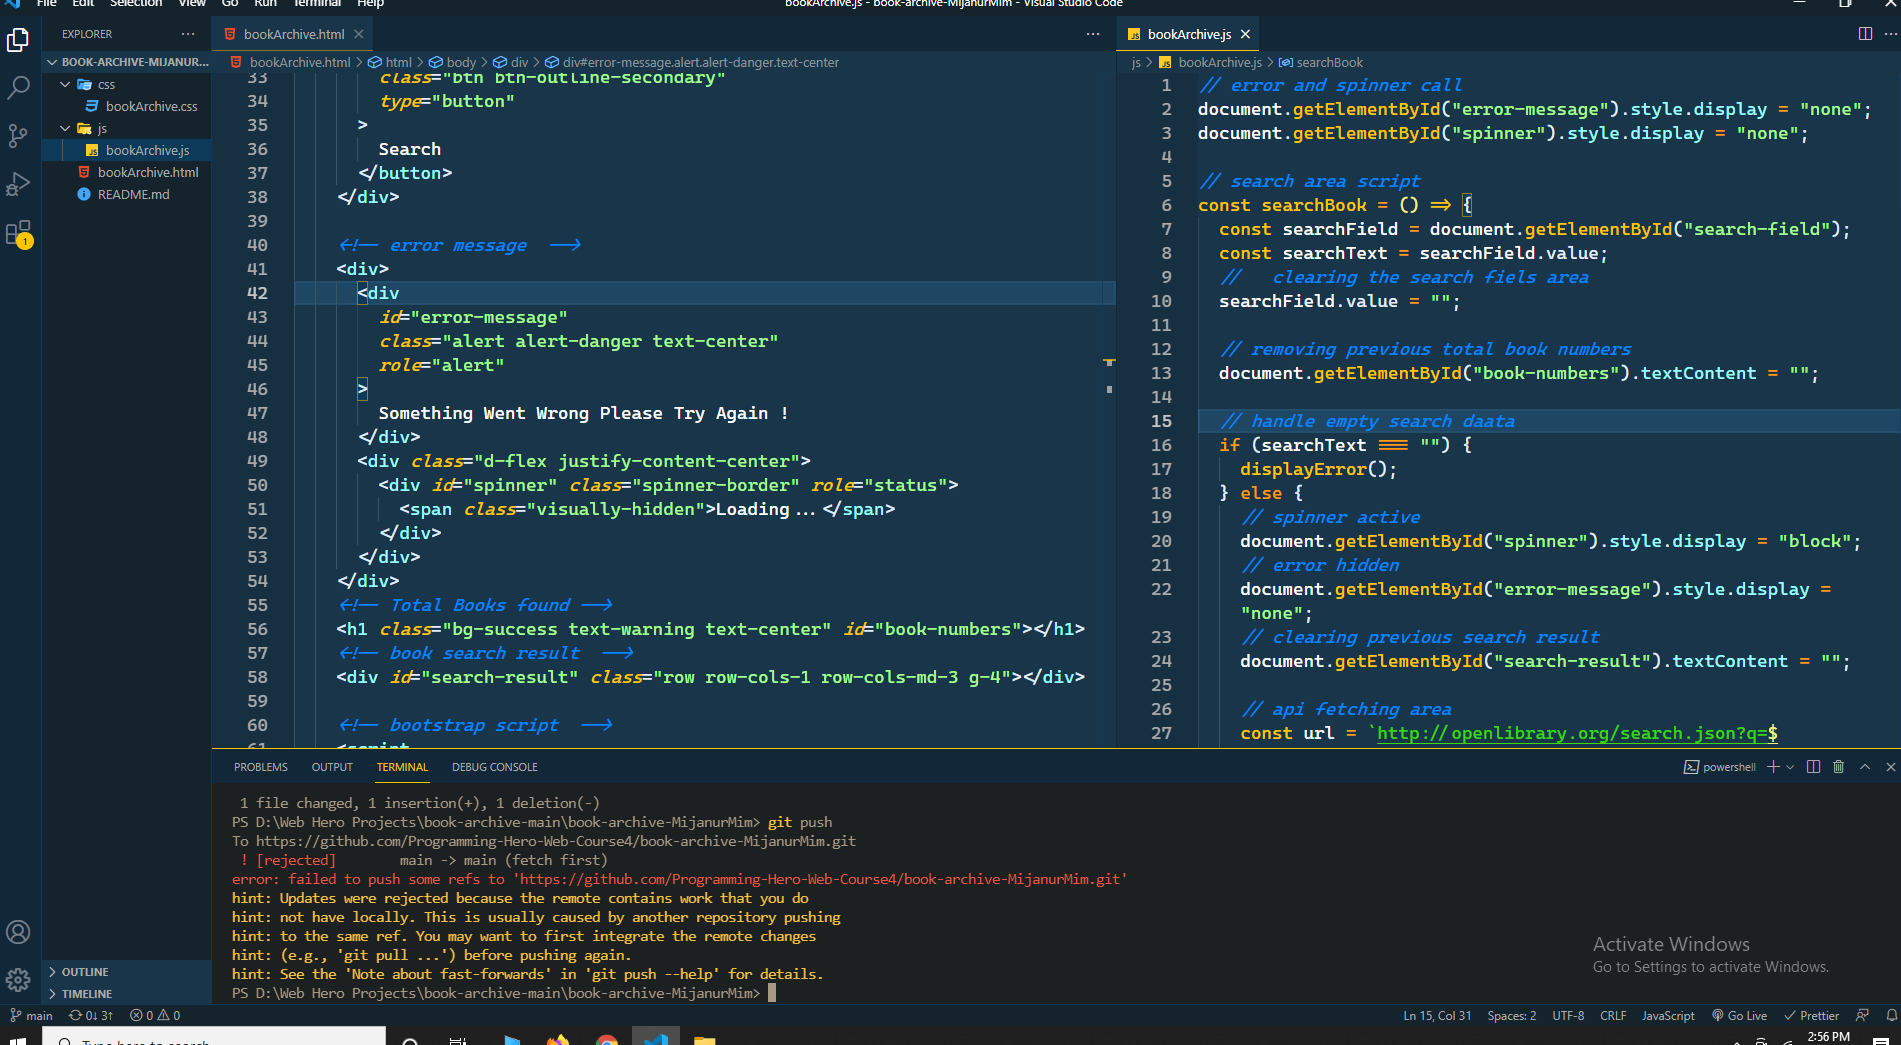 File Edit Selection View Go Run Terminal Help
bookArchive.js - book-archive-MijanurMim - Visual Studio Code
EXPLORER
BOOK-ARCHIVE-MIJANUR...
css
bookArchive.css
js
bookArchive.js
bookArchive.html
README.md
1
OUTLINE
TIMELINE
bookArchive.html
bookArchive.html > html > body > div > div#error-message.alert.alert-danger.text-center
33 class="btn btn-outline-secondary"
34 type="button"
35 >
36 Search
37 </button>
38 </div>
39
40 <!-- error message -->
41 <div>
42 <div
43 id="error-message"
44 class="alert alert-danger text-center"
45 role="alert"
46 >
47 Something Went Wrong Please Try Again !
48 </div>
49 <div class="d-flex justify-content-center">
50 <div id="spinner" class="spinner-border" role="status">
51 <span class="visually-hidden">Loading...</span>
52 </div>
53 </div>
54 </div>
55 <!-- Total Books found -->
56 <h1 class="bg-success text-warning text-center" id="book-numbers"></h1>
57 <!-- book search result -->
58 <div id="search-result" class="row row-cols-1 row-cols-md-3 g-4"></div>
59
60 <!-- bootstrap script -->
61 <script
bookArchive.js
js > bookArchive.js > searchBook
1 // error and spinner call
2 document.getElementById("error-message").style.display = "none";
3 document.getElementById("spinner").style.display = "none";
4
5 // search area script
6 const searchBook = () => {
7 const searchField = document.getElementById("search-field");
8 const searchText = searchField.value;
9 // clearing the search fiels area
10 searchField.value = "";
11
12 // removing previous total book numbers
13 document.getElementById("book-numbers").textContent = "";
14
15 // handle empty search daata
16 if (searchText === "") {
17 displayError();
18 } else {
19 // spinner active
20 document.getElementById("spinner").style.display = "block";
21 // error hidden
22 document.getElementById("error-message").style.display =
"none";
23 // clearing previous search result
24 document.getElementById("search-result").textContent = "";
25
26 // api fetching area
27 const url = `http://openlibrary.org/search.json?q=$
PROBLEMS OUTPUT TERMINAL DEBUG CONSOLE
powershell
1 file changed, 1 insertion(+), 1 deletion(-)
PS D:\Web Hero Projects\book-archive-main\book-archive-MijanurMim> git push
To https://github.com/Programming-Hero-Web-Course4/book-archive-MijanurMim.git
! [rejected] main -> main (fetch first)
error: failed to push some refs to 'https://github.com/Programming-Hero-Web-Course4/book-archive-MijanurMim.git'
hint: Updates were rejected because the remote contains work that you do
hint: not have locally. This is usually caused by another repository pushing
hint: to the same ref. You may want to first integrate the remote changes
hint: (e.g., 'git pull ...') before pushing again.
hint: See the 'Note about fast-forwards' in 'git push --help' for details.
PS D:\Web Hero Projects\book-archive-main\book-archive-MijanurMim>
Activate Windows
Go to Settings to activate Windows.
main 0↓ 3↑ 0 0
Ln 15, Col 31 Spaces: 2 UTF-8 CRLF JavaScript Go Live Prettier
Type here to search
2:56 PM